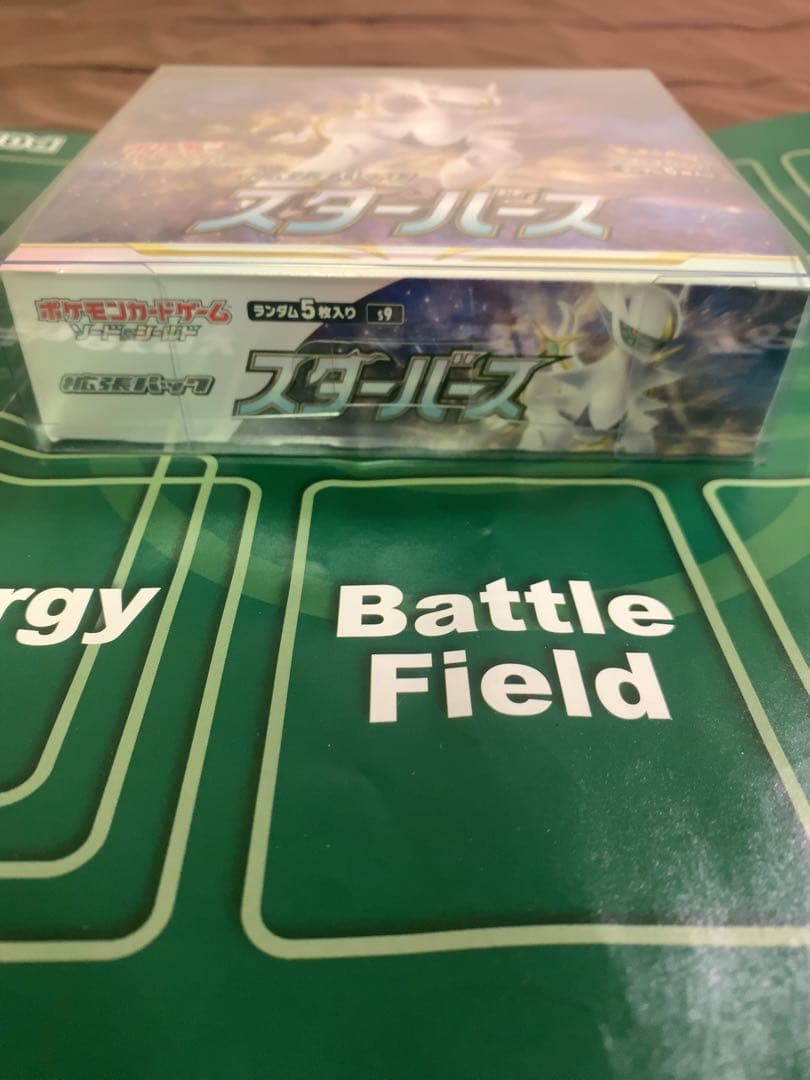 スターバース
ポケモンカードゲーム
ソード&シールド
ランダム5枚入り s9
拡張パック
スターバース
rgy
Battle
Field